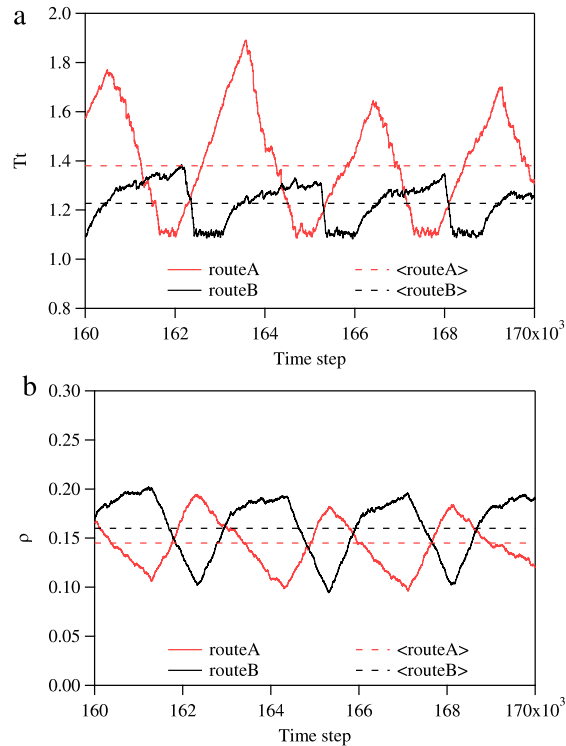 a
2.0
1.8
1.6
1.4
1.2
1.0
0.8
Tt
routeA
<routeA>
routeB
<routeB>
160
162
164
166
168
170x10³
Time step
b
0.30
0.25
0.20
0.15
0.10
0.05
0.00
ρ
routeA
<routeA>
routeB
<routeB>
160
162
164
166
168
170x10³
Time step